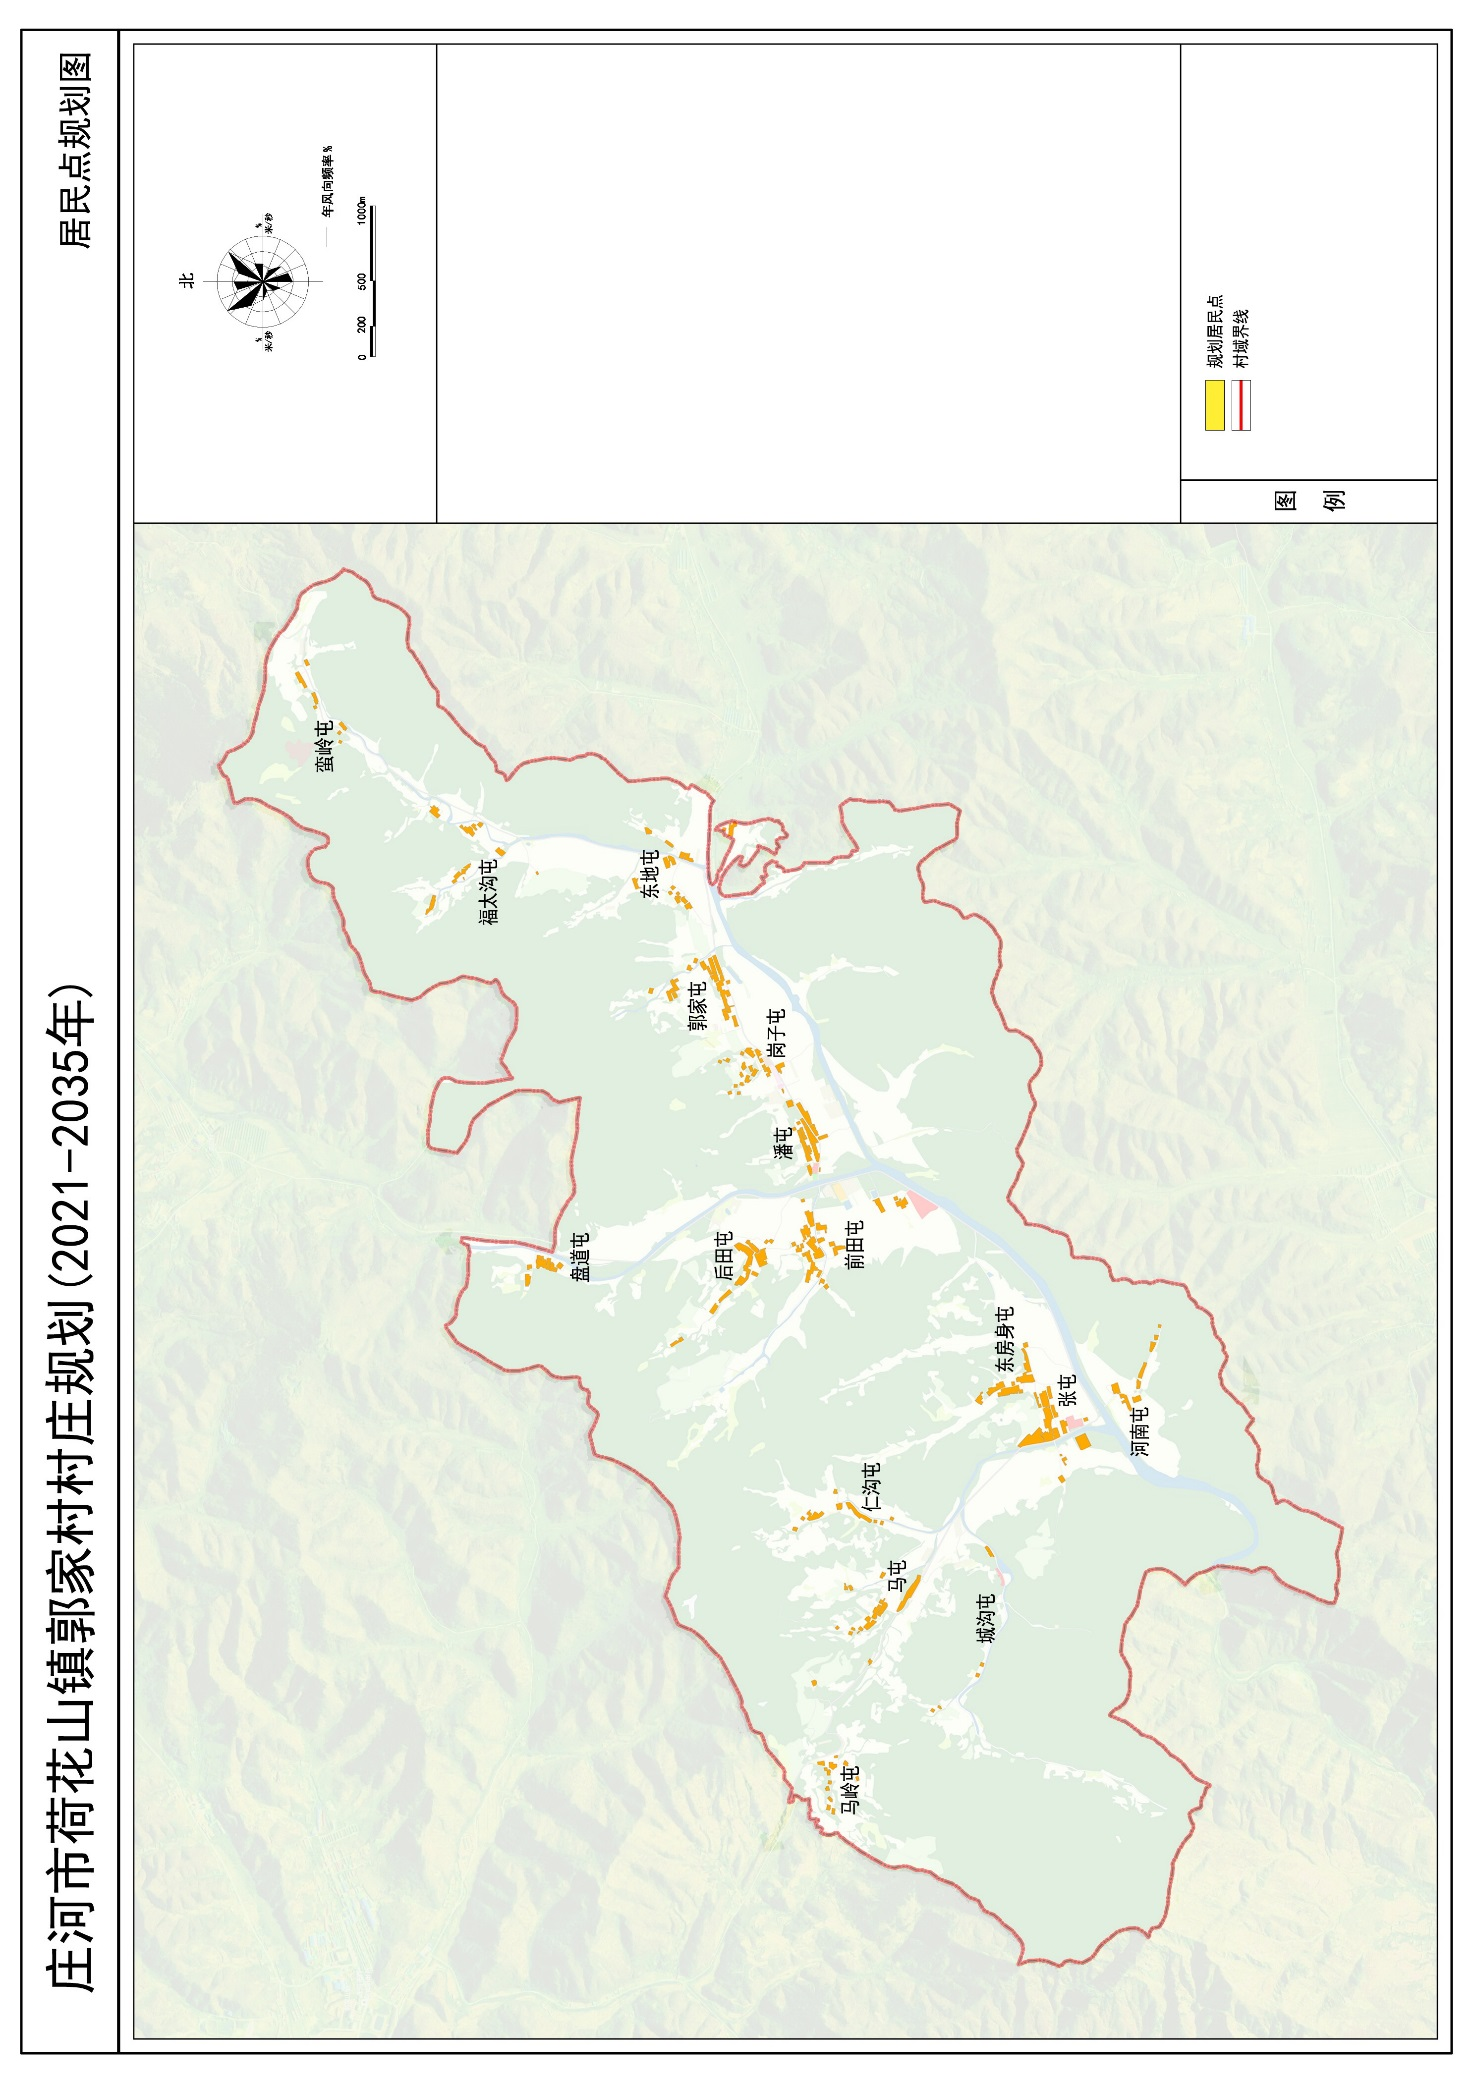 庄河市荷花山镇郭家村村庄规划(2021-2035年)
居民点规划图
北
%
米/秒
%
米/秒
年风向频率%
0 200 500 1000m
蛮岭屯
福太沟屯
东地屯
郭家屯
岗子屯
潘屯
盘道屯
后田屯
前田屯
东房身屯
张屯
河南屯
仁沟屯
马屯
城沟屯
马岭屯
图例
规划居民点
村域界线